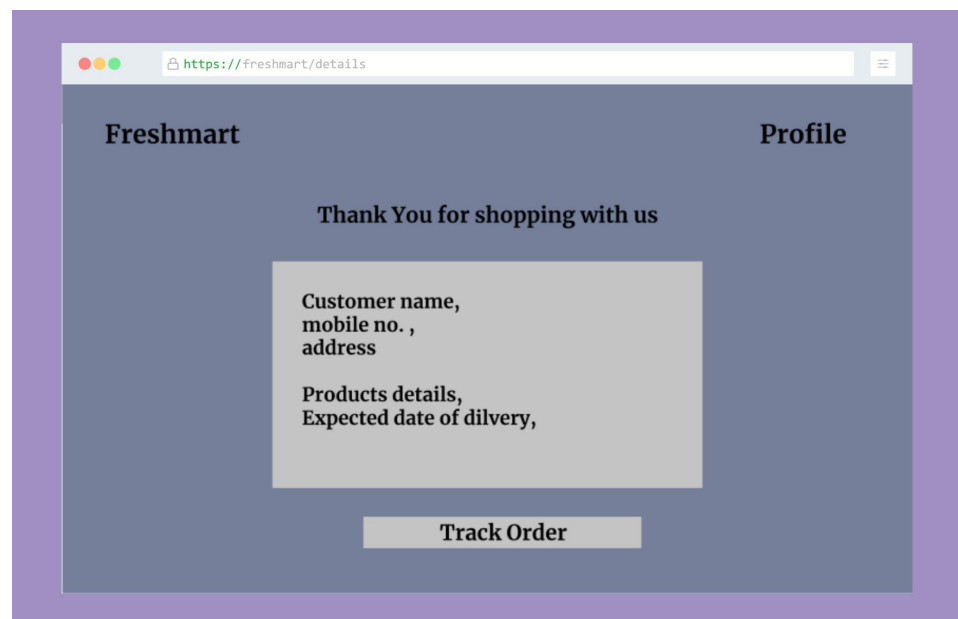 https://freshmart/details
Freshmart
Profile
Thank You for shopping with us
Customer name,
mobile no. ,
address
Products details,
Expected date of dilvery,
Track Order